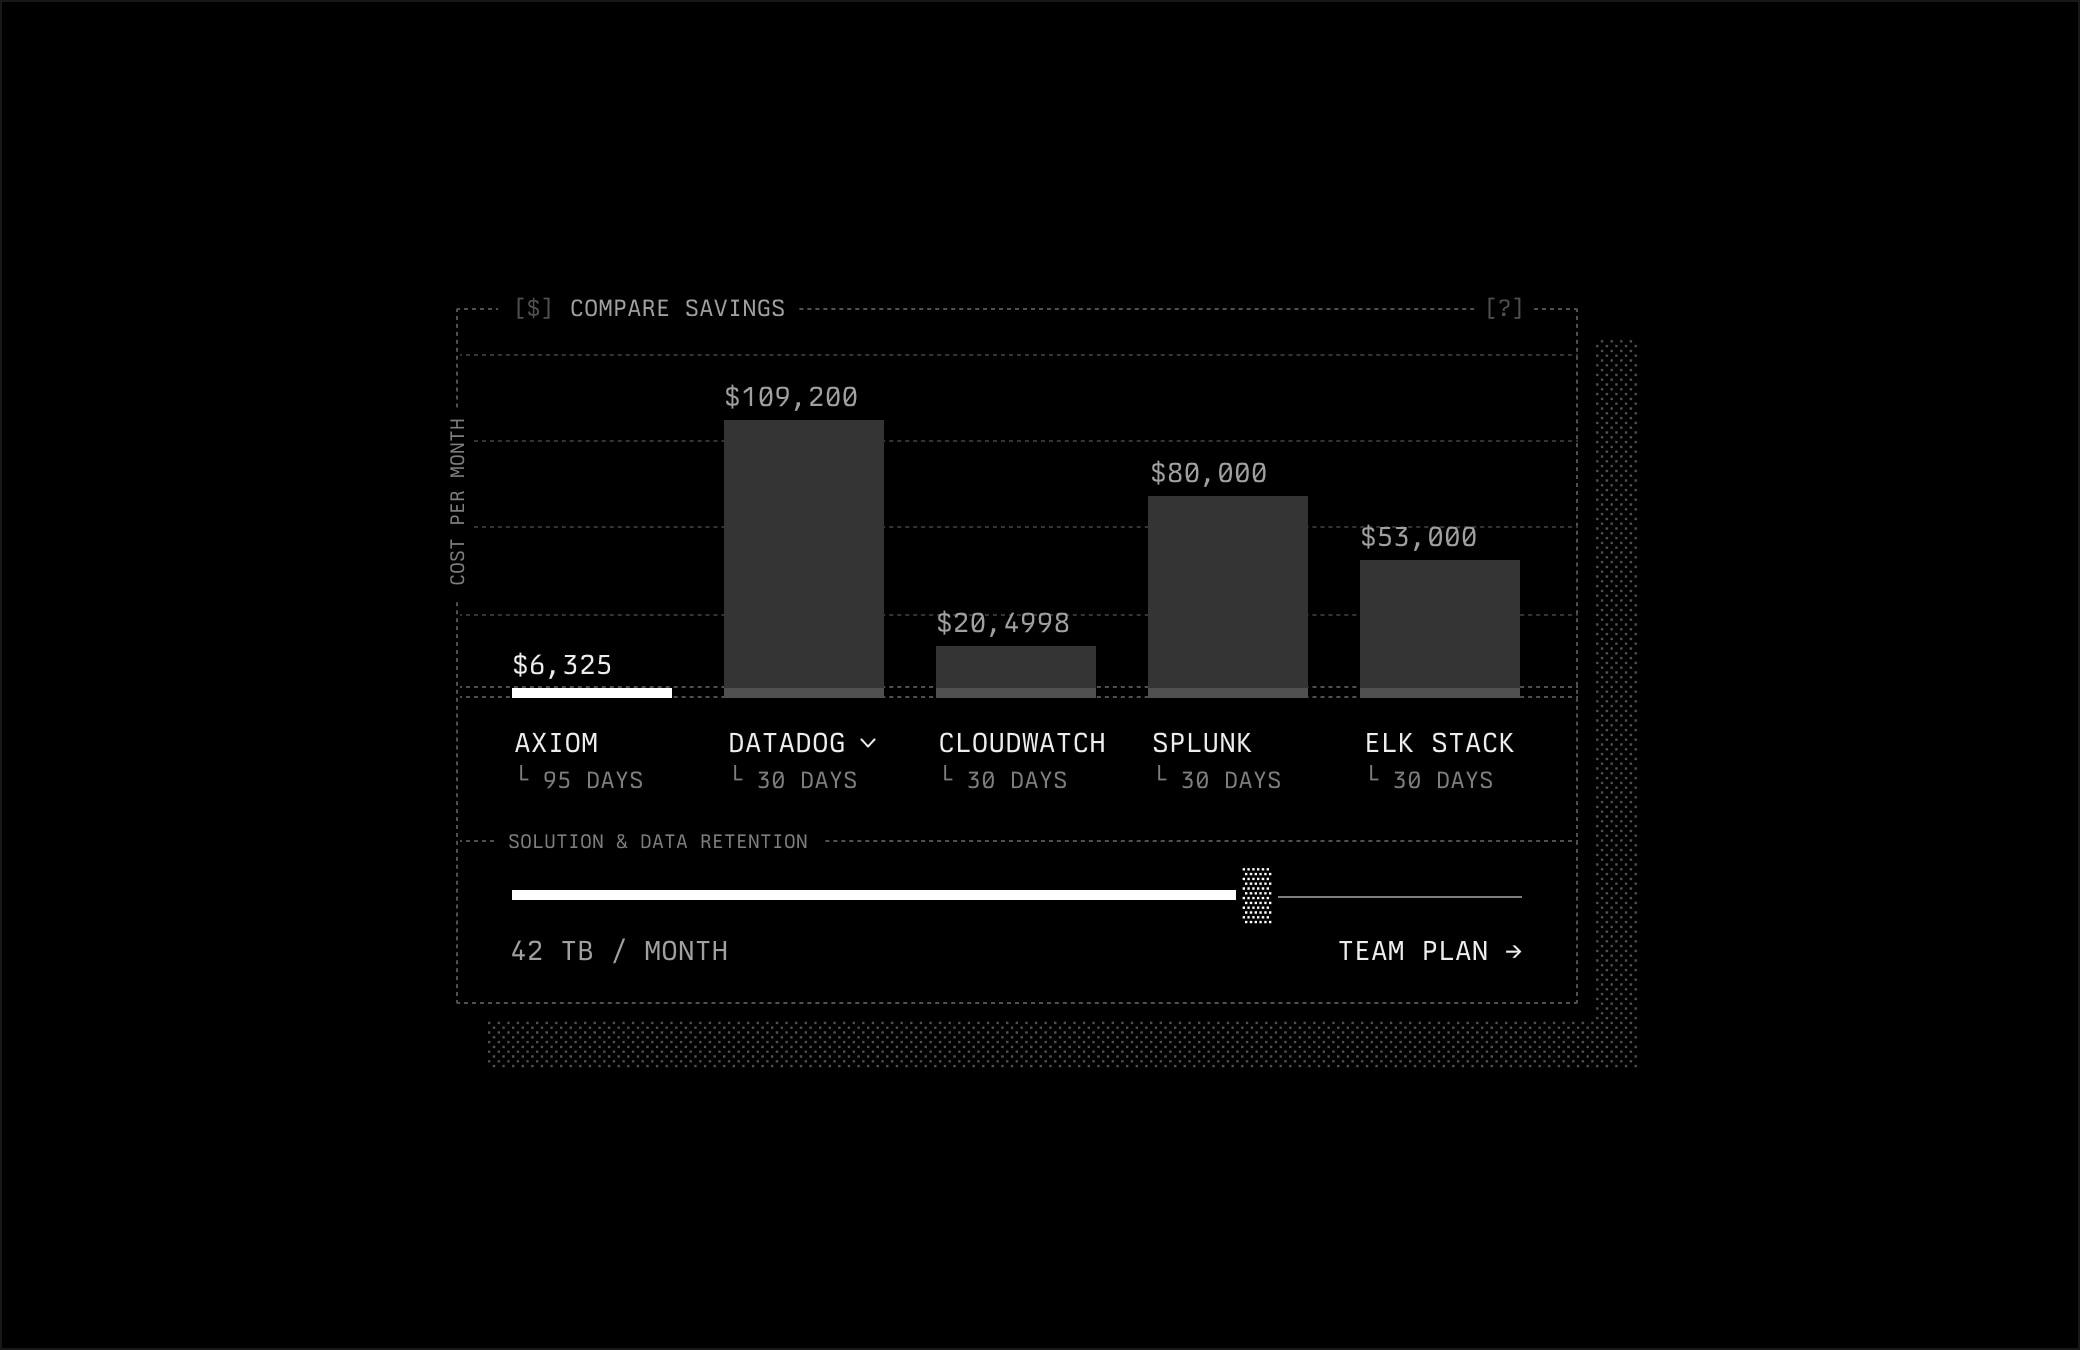 [$] COMPARE SAVINGS
[?]
COST PER MONTH
$6,325
$109,200
$20,4998
$80,000
$53,000
AXIOM
└ 95 DAYS
DATADOG
└ 30 DAYS
CLOUDWATCH
└ 30 DAYS
SPLUNK
└ 30 DAYS
ELK STACK
└ 30 DAYS
SOLUTION & DATA RETENTION
42 TB / MONTH
TEAM PLAN →